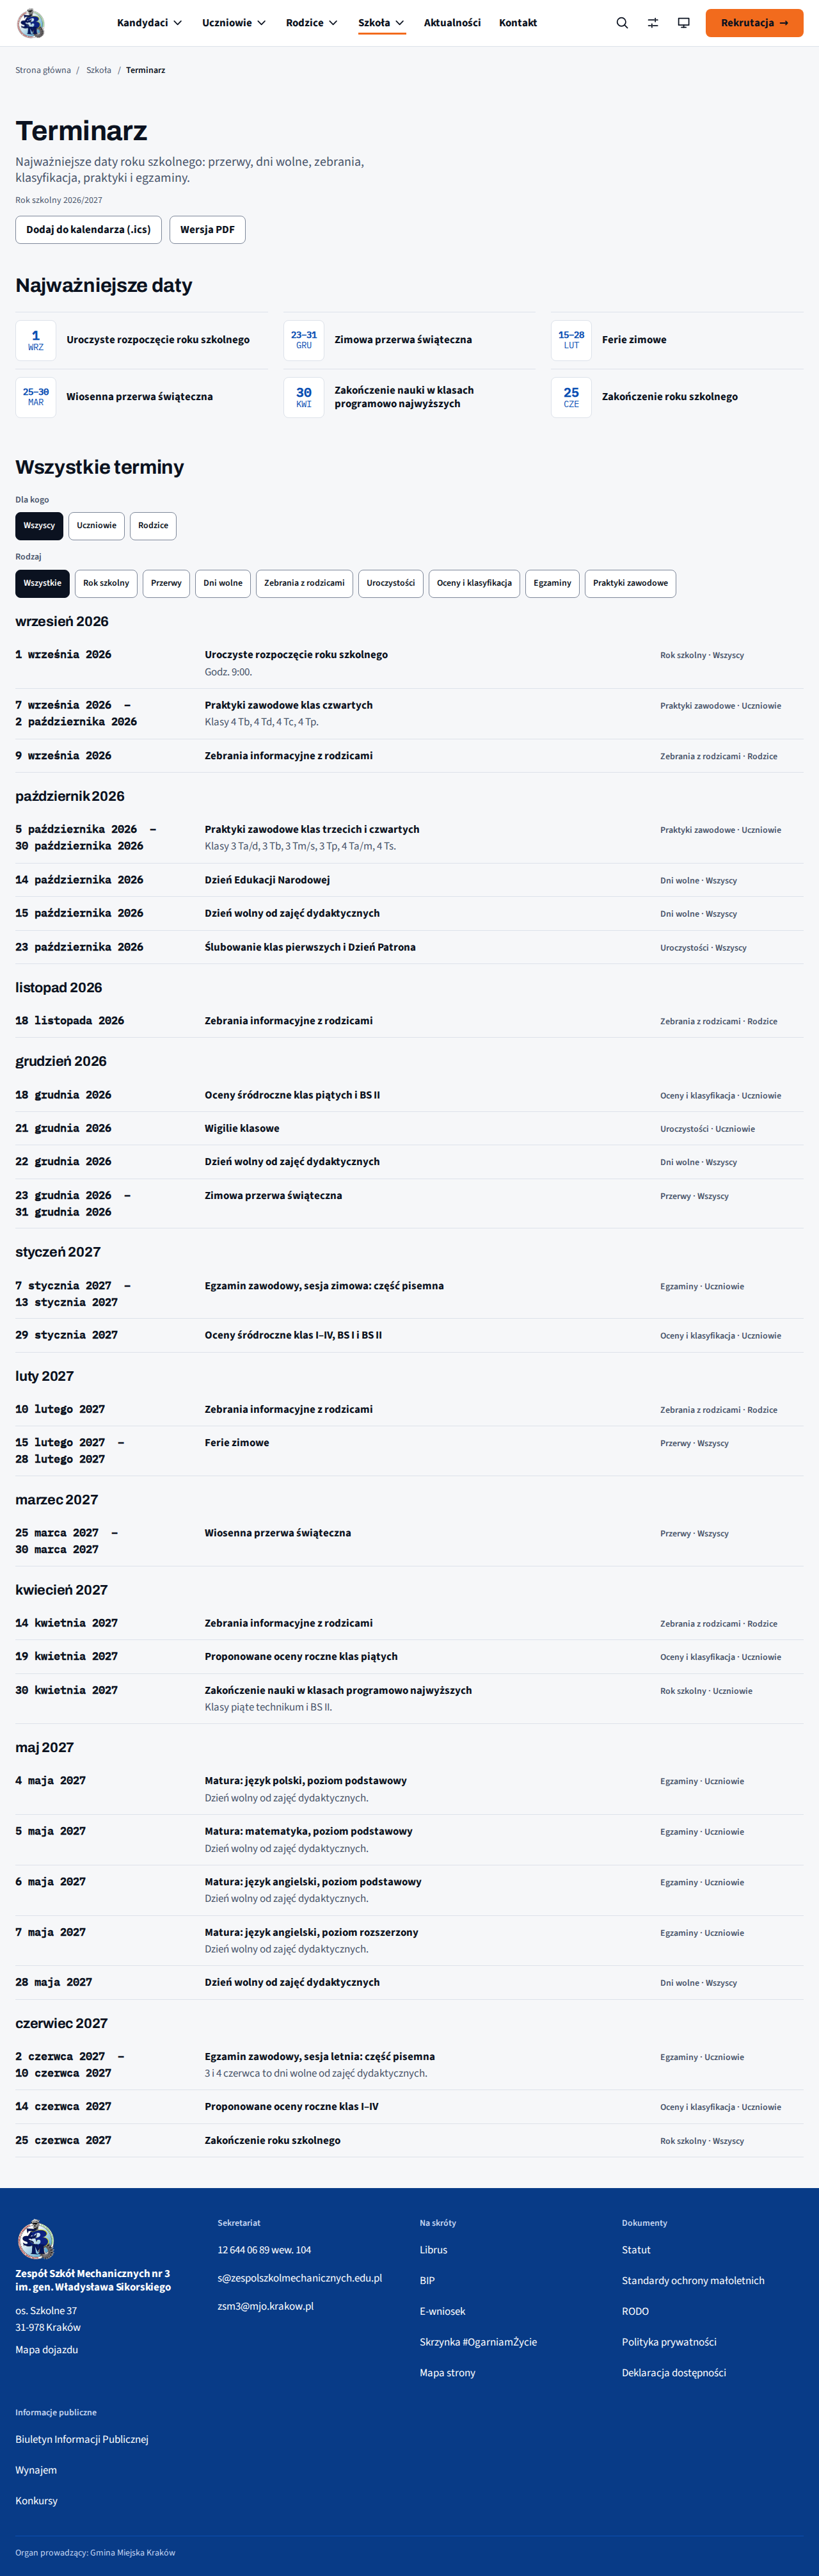 Kandydaci
Uczniowie
Rodzice
Szkoła
Aktualności
Kontakt
Rekrutacja →
Strona główna / Szkoła / Terminarz
Terminarz
Najważniejsze daty roku szkolnego: przerwy, dni wolne, zebrania,
klasyfikacja, praktyki i egzaminy.
Rok szkolny 2026/2027
Dodaj do kalendarza (.ics)
Wersja PDF
Najważniejsze daty
1
WRZ
Uroczyste rozpoczęcie roku szkolnego
23–31
GRU
Zimowa przerwa świąteczna
15–28
LUT
Ferie zimowe
25–30
MAR
Wiosenna przerwa świąteczna
30
KWI
Zakończenie nauki w klasach
programowo najwyższych
25
CZE
Zakończenie roku szkolnego
Wszystkie terminy
Dla kogo
Wszyscy
Uczniowie
Rodzice
Rodzaj
Wszystkie
Rok szkolny
Przerwy
Dni wolne
Zebrania z rodzicami
Uroczystości
Oceny i klasyfikacja
Egzaminy
Praktyki zawodowe
wrzesień 2026
1 września 2026
Uroczyste rozpoczęcie roku szkolnego
Godz. 9:00.
Rok szkolny · Wszyscy
7 września 2026 –
2 października 2026
Praktyki zawodowe klas czwartych
Klasy 4 Tb, 4 Td, 4 Tc, 4 Tp.
Praktyki zawodowe · Uczniowie
9 września 2026
Zebrania informacyjne z rodzicami
Zebrania z rodzicami · Rodzice
październik 2026
5 października 2026 –
30 października 2026
Praktyki zawodowe klas trzecich i czwartych
Klasy 3 Ta/d, 3 Tb, 3 Tm/s, 3 Tp, 4 Ta/m, 4 Ts.
Praktyki zawodowe · Uczniowie
14 października 2026
Dzień Edukacji Narodowej
Dni wolne · Wszyscy
15 października 2026
Dzień wolny od zajęć dydaktycznych
Dni wolne · Wszyscy
23 października 2026
Ślubowanie klas pierwszych i Dzień Patrona
Uroczystości · Wszyscy
listopad 2026
18 listopada 2026
Zebrania informacyjne z rodzicami
Zebrania z rodzicami · Rodzice
grudzień 2026
18 grudnia 2026
Oceny śródroczne klas piątych i BS II
Oceny i klasyfikacja · Uczniowie
21 grudnia 2026
Wigilie klasowe
Uroczystości · Uczniowie
22 grudnia 2026
Dzień wolny od zajęć dydaktycznych
Dni wolne · Wszyscy
23 grudnia 2026 –
31 grudnia 2026
Zimowa przerwa świąteczna
Przerwy · Wszyscy
styczeń 2027
7 stycznia 2027 –
13 stycznia 2027
Egzamin zawodowy, sesja zimowa: część pisemna
Egzaminy · Uczniowie
29 stycznia 2027
Oceny śródroczne klas I–IV, BS I i BS II
Oceny i klasyfikacja · Uczniowie
luty 2027
10 lutego 2027
Zebrania informacyjne z rodzicami
Zebrania z rodzicami · Rodzice
15 lutego 2027 –
28 lutego 2027
Ferie zimowe
Przerwy · Wszyscy
marzec 2027
25 marca 2027 –
30 marca 2027
Wiosenna przerwa świąteczna
Przerwy · Wszyscy
kwiecień 2027
14 kwietnia 2027
Zebrania informacyjne z rodzicami
Zebrania z rodzicami · Rodzice
19 kwietnia 2027
Proponowane oceny roczne klas piątych
Oceny i klasyfikacja · Uczniowie
30 kwietnia 2027
Zakończenie nauki w klasach programowo najwyższych
Klasy piąte technikum i BS II.
Rok szkolny · Uczniowie
maj 2027
4 maja 2027
Matura: język polski, poziom podstawowy
Dzień wolny od zajęć dydaktycznych.
Egzaminy · Uczniowie
5 maja 2027
Matura: matematyka, poziom podstawowy
Dzień wolny od zajęć dydaktycznych.
Egzaminy · Uczniowie
6 maja 2027
Matura: język angielski, poziom podstawowy
Dzień wolny od zajęć dydaktycznych.
Egzaminy · Uczniowie
7 maja 2027
Matura: język angielski, poziom rozszerzony
Dzień wolny od zajęć dydaktycznych.
Egzaminy · Uczniowie
28 maja 2027
Dzień wolny od zajęć dydaktycznych
Dni wolne · Wszyscy
czerwiec 2027
2 czerwca 2027 –
10 czerwca 2027
Egzamin zawodowy, sesja letnia: część pisemna
3 i 4 czerwca to dni wolne od zajęć dydaktycznych.
Egzaminy · Uczniowie
14 czerwca 2027
Proponowane oceny roczne klas I–IV
Oceny i klasyfikacja · Uczniowie
25 czerwca 2027
Zakończenie roku szkolnego
Rok szkolny · Wszyscy
Zespół Szkół Mechanicznych nr 3
im. gen. Władysława Sikorskiego
os. Szkolne 37
31-978 Kraków
Mapa dojazdu
Sekretariat
12 644 06 89 wew. 104
s@zespolszkolmechanicznych.edu.pl
zsm3@mjo.krakow.pl
Na skróty
Librus
BIP
E-wniosek
Skrzynka #OgarniamŻycie
Mapa strony
Dokumenty
Statut
Standardy ochrony małoletnich
RODO
Polityka prywatności
Deklaracja dostępności
Informacje publiczne
Biuletyn Informacji Publicznej
Wynajem
Konkursy
Organ prowadzący: Gmina Miejska Kraków